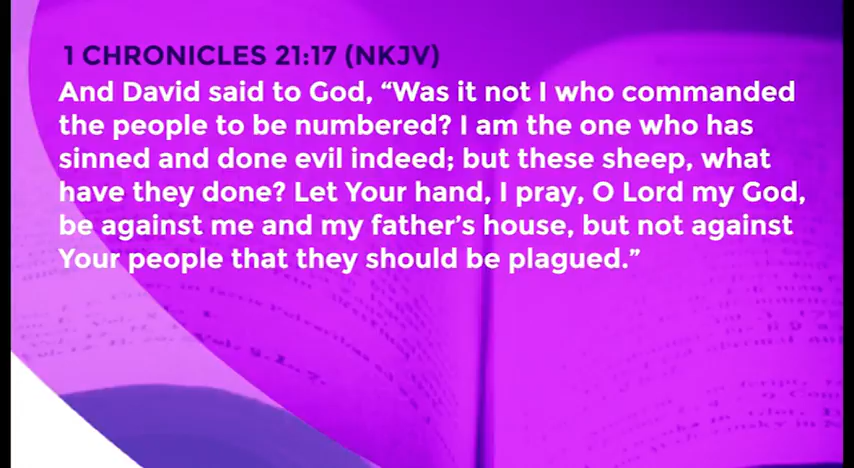 1 CHRONICLES 21:17 (NKJV)
And David said to God, “Was it not I who commanded
the people to be numbered? I am the one who has
sinned and done evil indeed; but these sheep, what
have they done? Let Your hand, I pray, O Lord my God,
be against me and my father’s house, but not against
Your people that they should be plagued.”